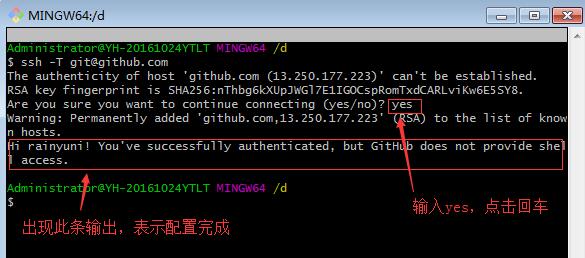 MINGW64:/d
Administrator@YH-20161024YTLT MINGW64 /d
$ ssh -T git@github.com
The authenticity of host 'github.com (13.250.177.223)' can't be established.
RSA key fingerprint is SHA256:nThbg6kXUpJWGl7E1IGOCspRomTxdCARLviKw6E5SY8.
Are you sure you want to continue connecting (yes/no)? yes
Warning: Permanently added 'github.com,13.250.177.223' (RSA) to the list of know
n hosts.
Hi rainyuni! You've successfully authenticated, but GitHub does not provide shel
l access.
Administrator@YH-20161024YTLT MINGW64 /d
$
输入yes，点击回车
出现此条输出，表示配置完成